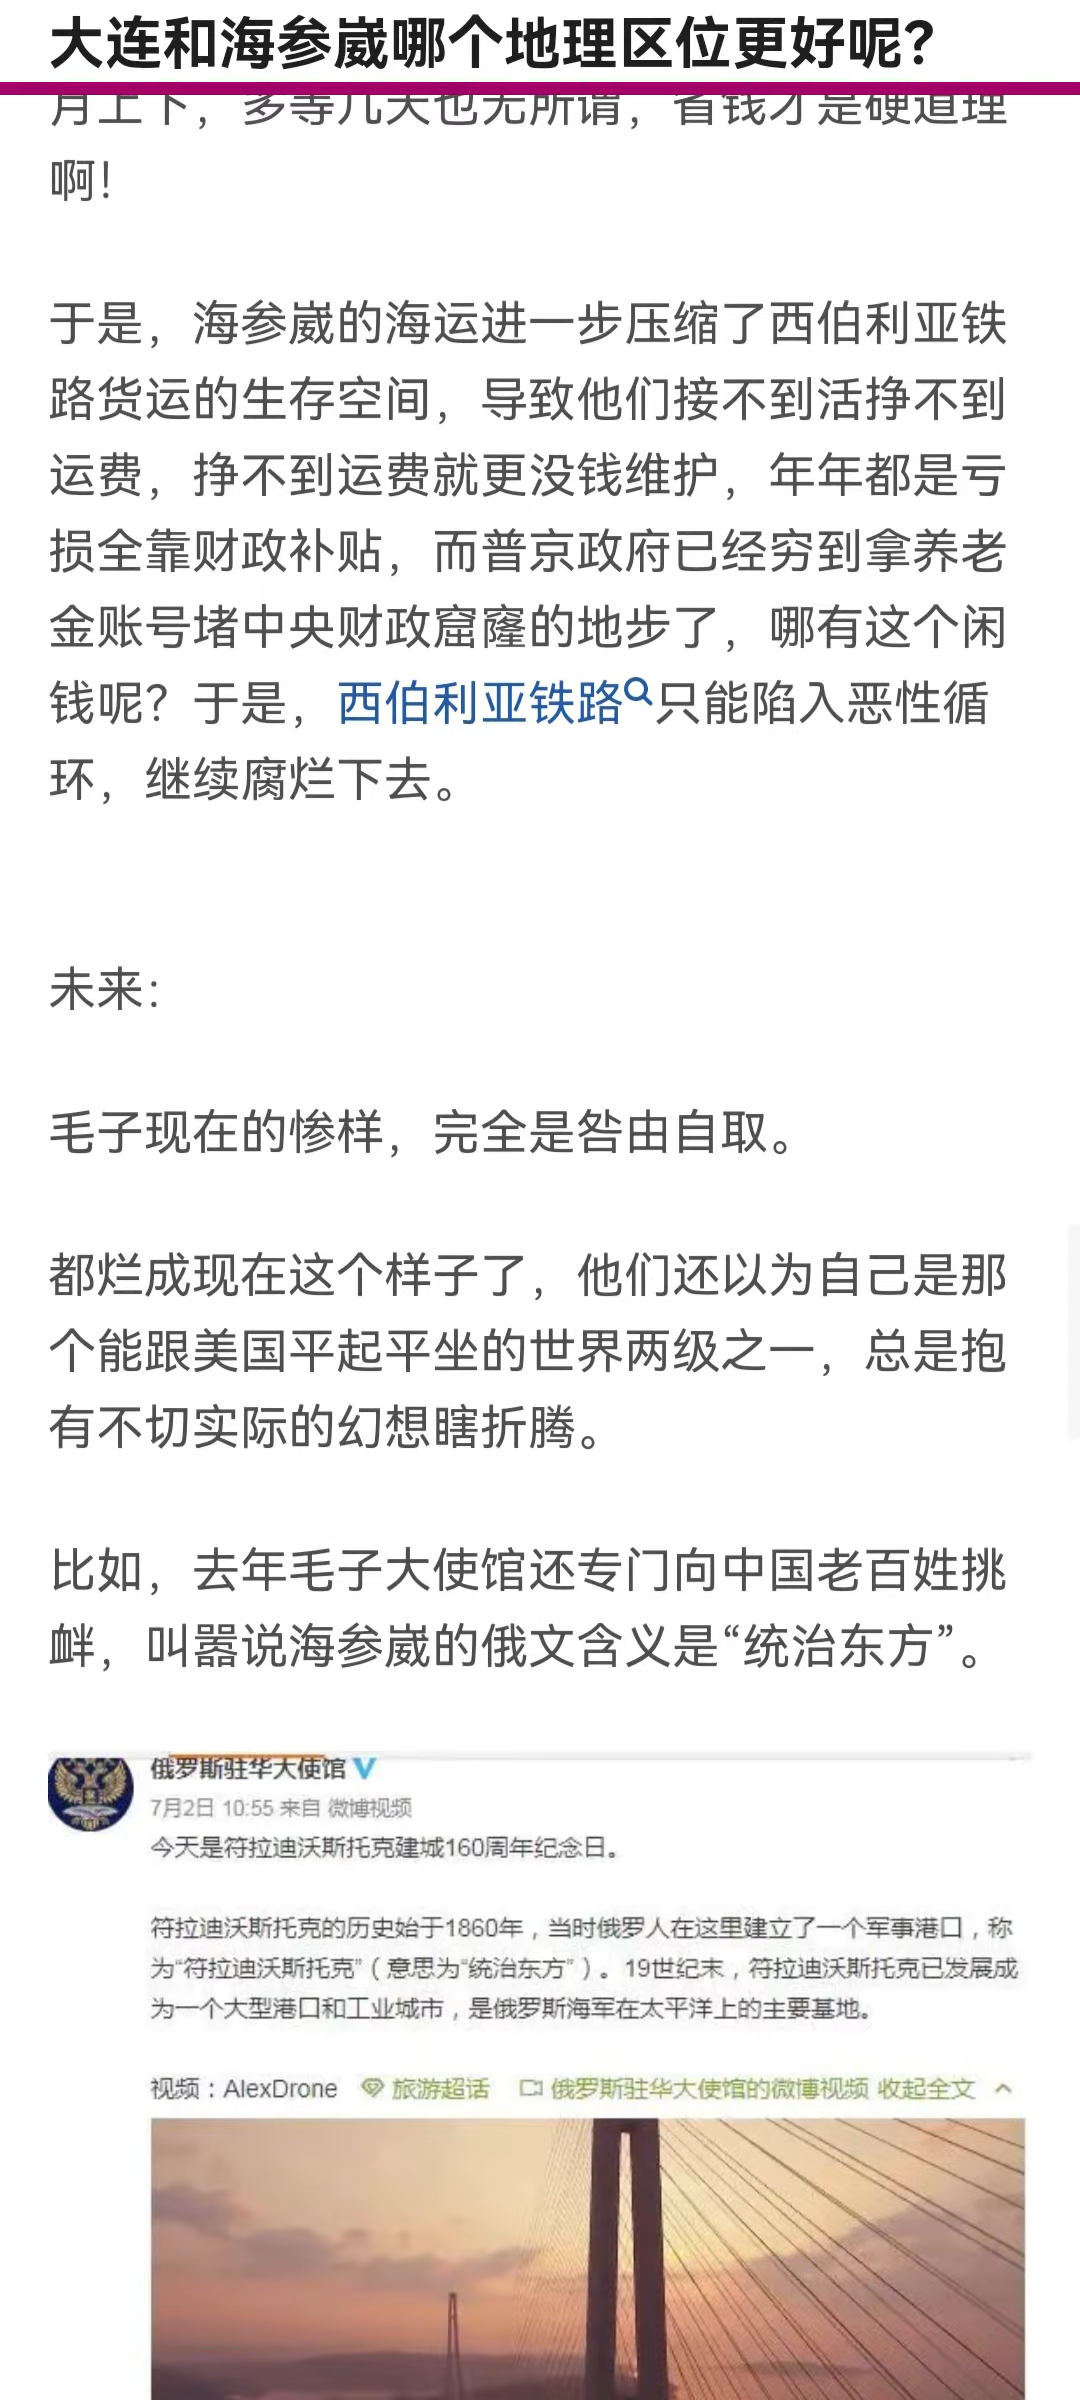 大连和海参崴哪个地理区位更好呢？
月上下，多等几天也无所谓，省钱才是硬道理
啊！
于是，海参崴的海运进一步压缩了西伯利亚铁
路货运的生存空间，导致他们接不到活挣不到
运费，挣不到运费就更没钱维护，年年都是亏
损全靠财政补贴，而普京政府已经穷到拿养老
金账号堵中央财政窟窿的地步了，哪有这个闲
钱呢？于是，西伯利亚铁路只能陷入恶性循
环，继续腐烂下去。
未来：
毛子现在的惨样，完全是咎由自取。
都烂成现在这个样子了，他们还以为自己是那
个能跟美国平起平坐的世界两级之一，总是抱
有不切实际的幻想瞎折腾。
比如，去年毛子大使馆还专门向中国老百姓挑
衅，叫嚣说海参崴的俄文含义是“统治东方”。
俄罗斯驻华大使馆
7月2日 10:55 来自 微博视频
今天是符拉迪沃斯托克建城160周年纪念日。
符拉迪沃斯托克的历史始于1860年，当时俄罗人在这里建立了一个军事港口，称
为“符拉迪沃斯托克”（意思为“统治东方”）。19世纪末，符拉迪沃斯托克已发展成
为一个大型港口和工业城市，是俄罗斯海军在太平洋上的主要基地。
视频：AlexDrone 旅游超话 俄罗斯驻华大使馆的微博视频 收起全文